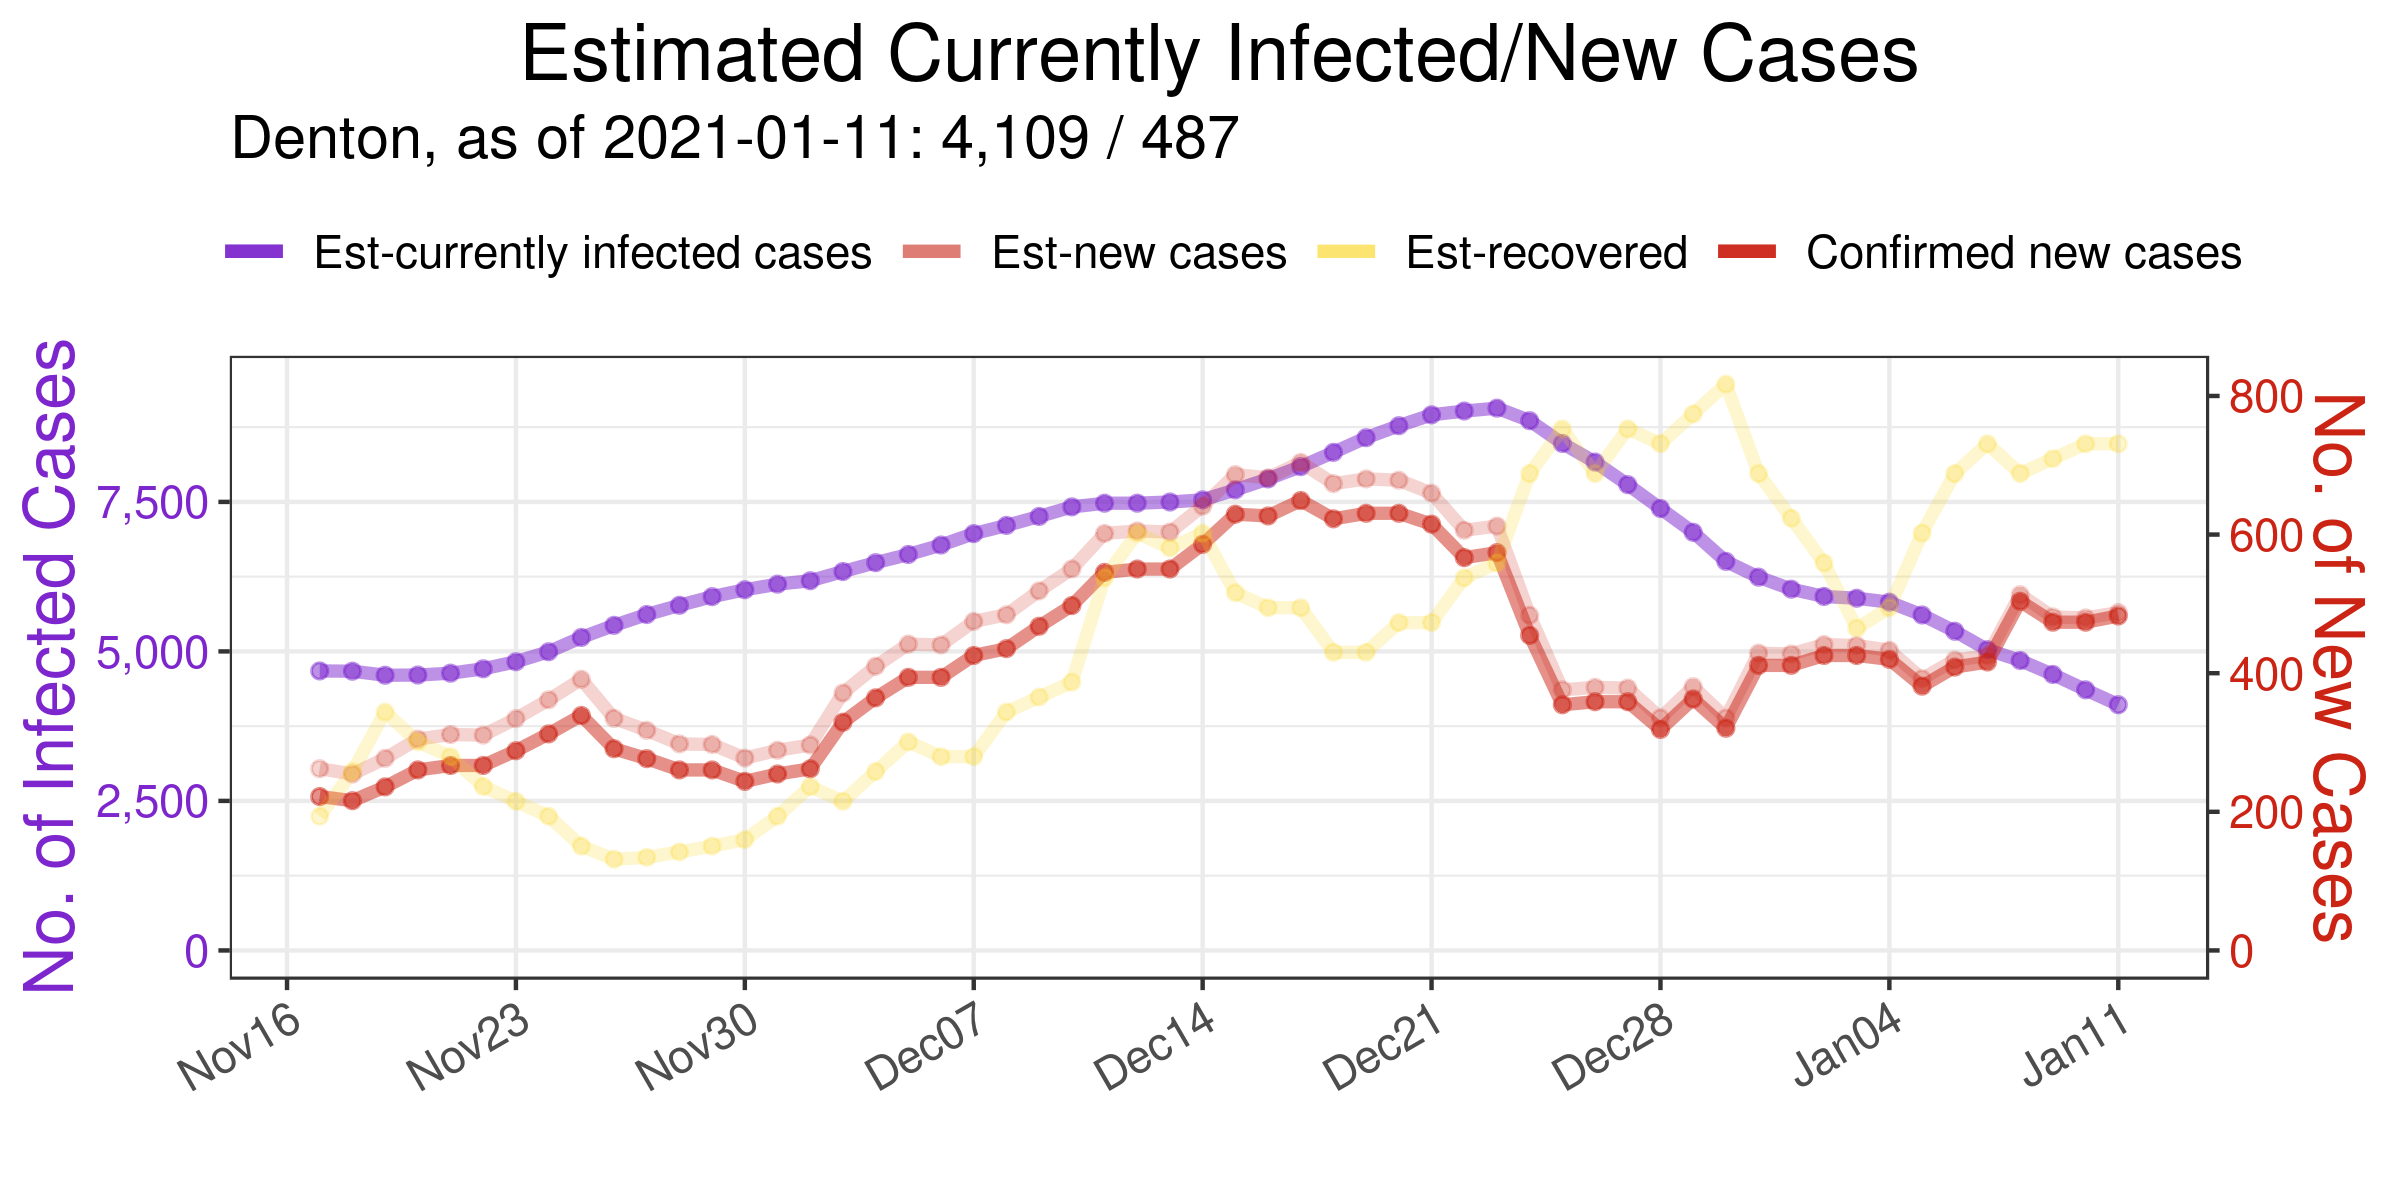 Estimated Currently Infected/New Cases
Denton, as of 2021-01-11: 4,109 / 487
Est-currently infected cases
Est-new cases
Est-recovered
Confirmed new cases
No. of Infected Cases
7,500
5,000
2,500
0
800
600
400
200
0
No. of New Cases
Nov16
Nov23
Nov30
Dec07
Dec14
Dec21
Dec28
Jan04
Jan11